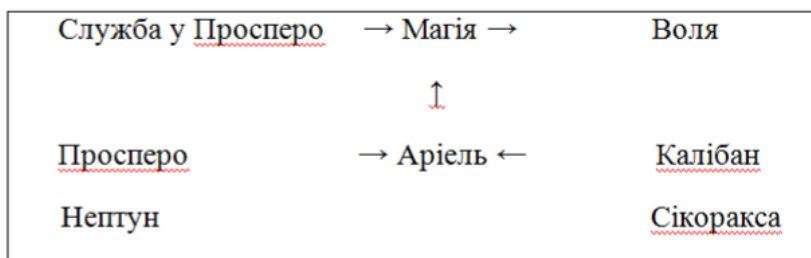 Служба у Просперо → Магія → Воля
↑
Просперо → Аріель ← Калібан
Нептун Сікоракса